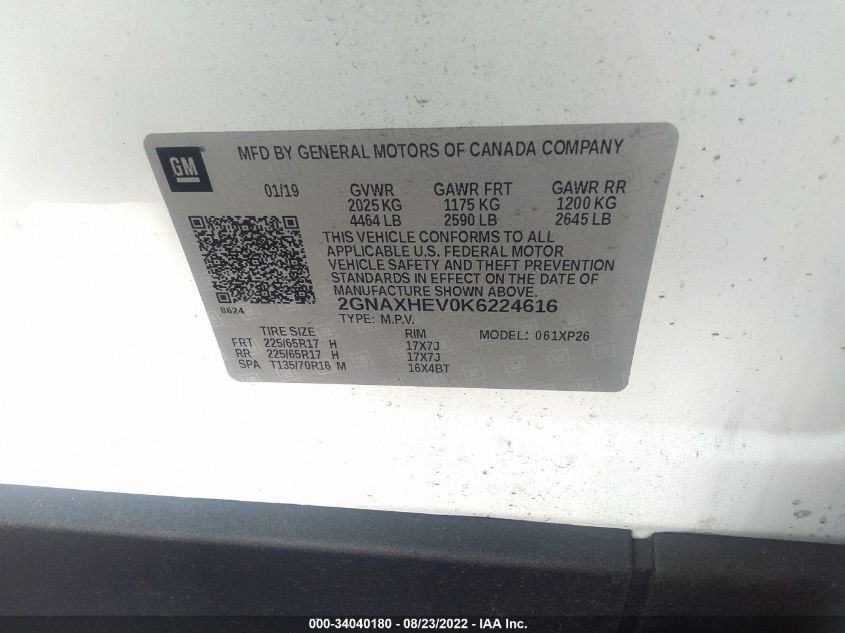 GM
MFD BY GENERAL MOTORS OF CANADA COMPANY
01/19 GVWR GAWR FRT GAWR RR
2025 KG 1175 KG 1200 KG
4464 LB 2590 LB 2645 LB
THIS VEHICLE CONFORMS TO ALL
APPLICABLE U.S. FEDERAL MOTOR
VEHICLE SAFETY AND THEFT PREVENTION
STANDARDS IN EFFECT ON THE DATE OF
MANUFACTURE SHOWN ABOVE.
8624 2GNAXHEV0K6224616
TYPE: M.P.V.
TIRE SIZE RIM MODEL: 061XP26
FRT 225/65R17 H 17X7J
RR 225/65R17 H 17X7J
SPA T135/70R16 M 16X4BT
000-34040180 - 08/23/2022 - IAA Inc.